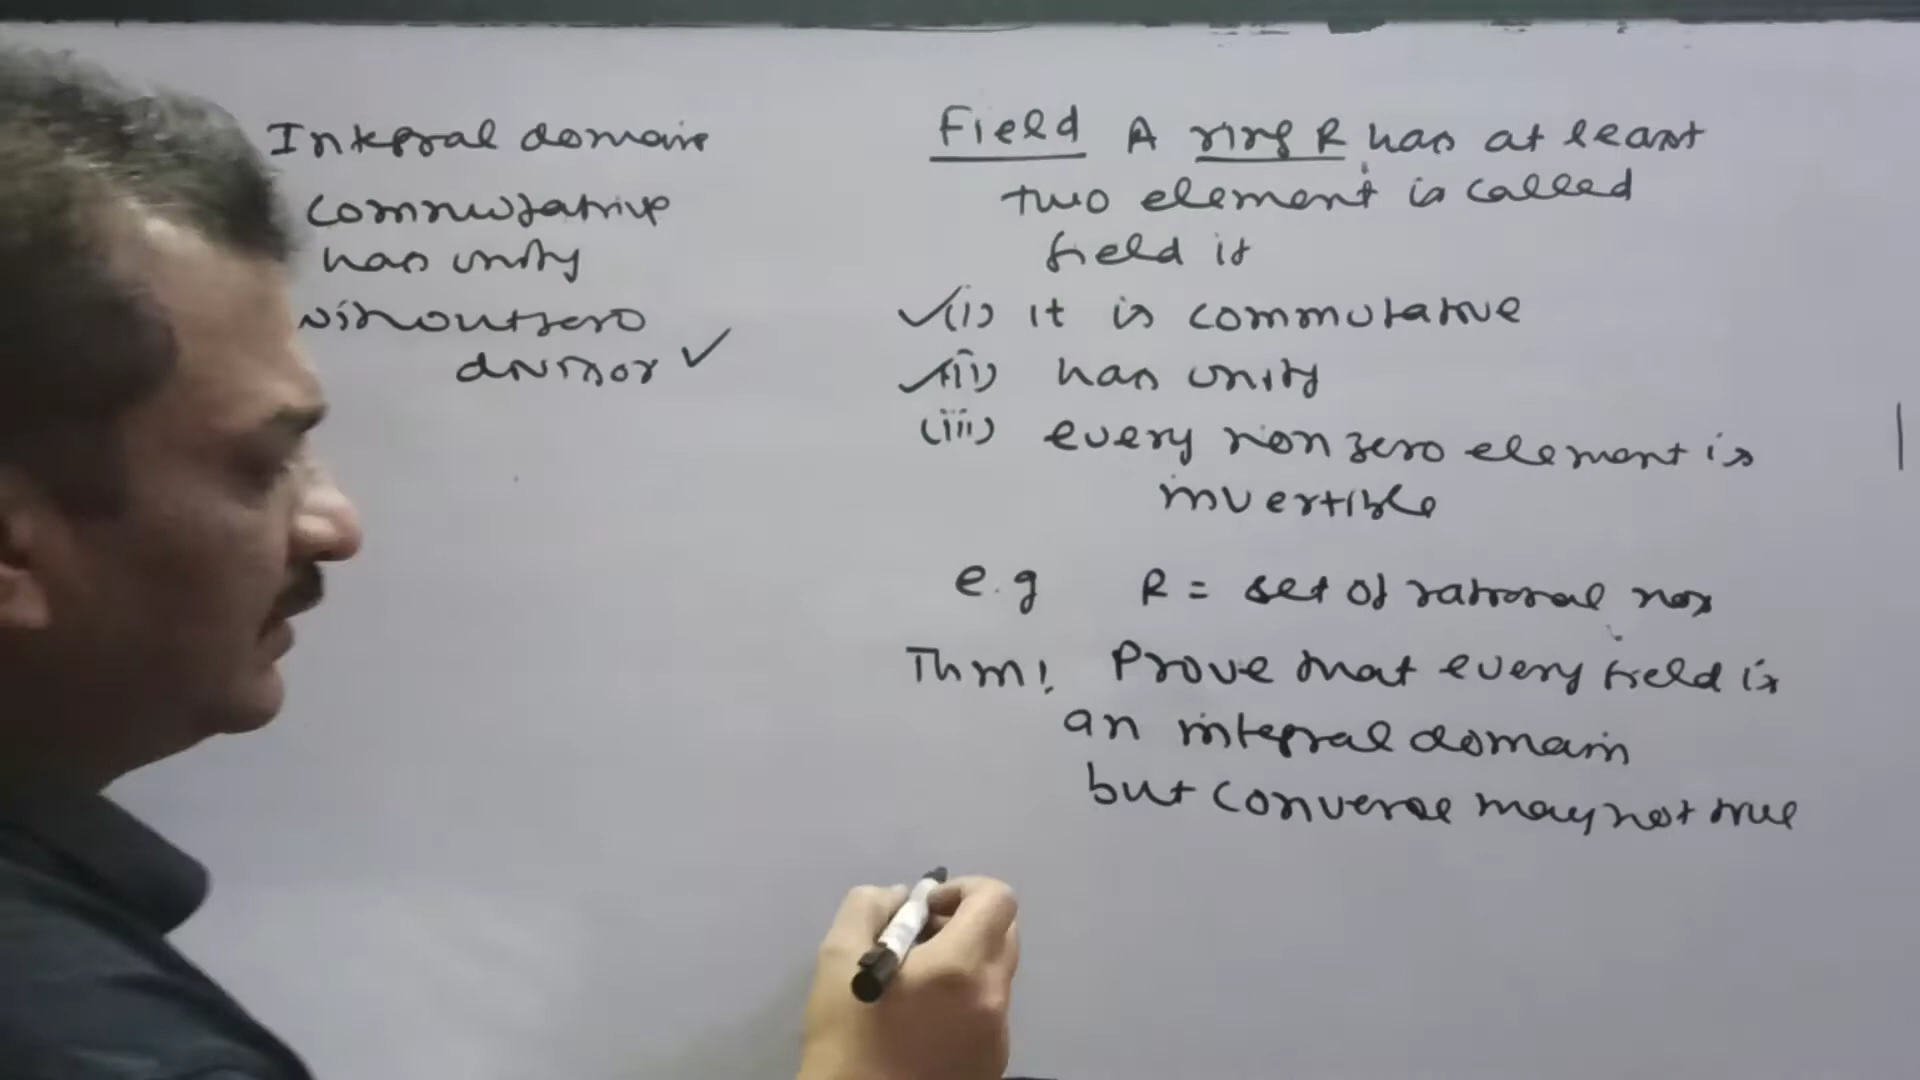 Integral domain
commutative
has unity
without zero
divisor ✓
Field A ring R has at least
two element is called
field if
✓(i) it is commutative
✓(ii) has unity
(iii) every non zero element is
invertible
e.g R = set of rational nos
Thm! Prove that every field is
an integral domain
but converse may not true